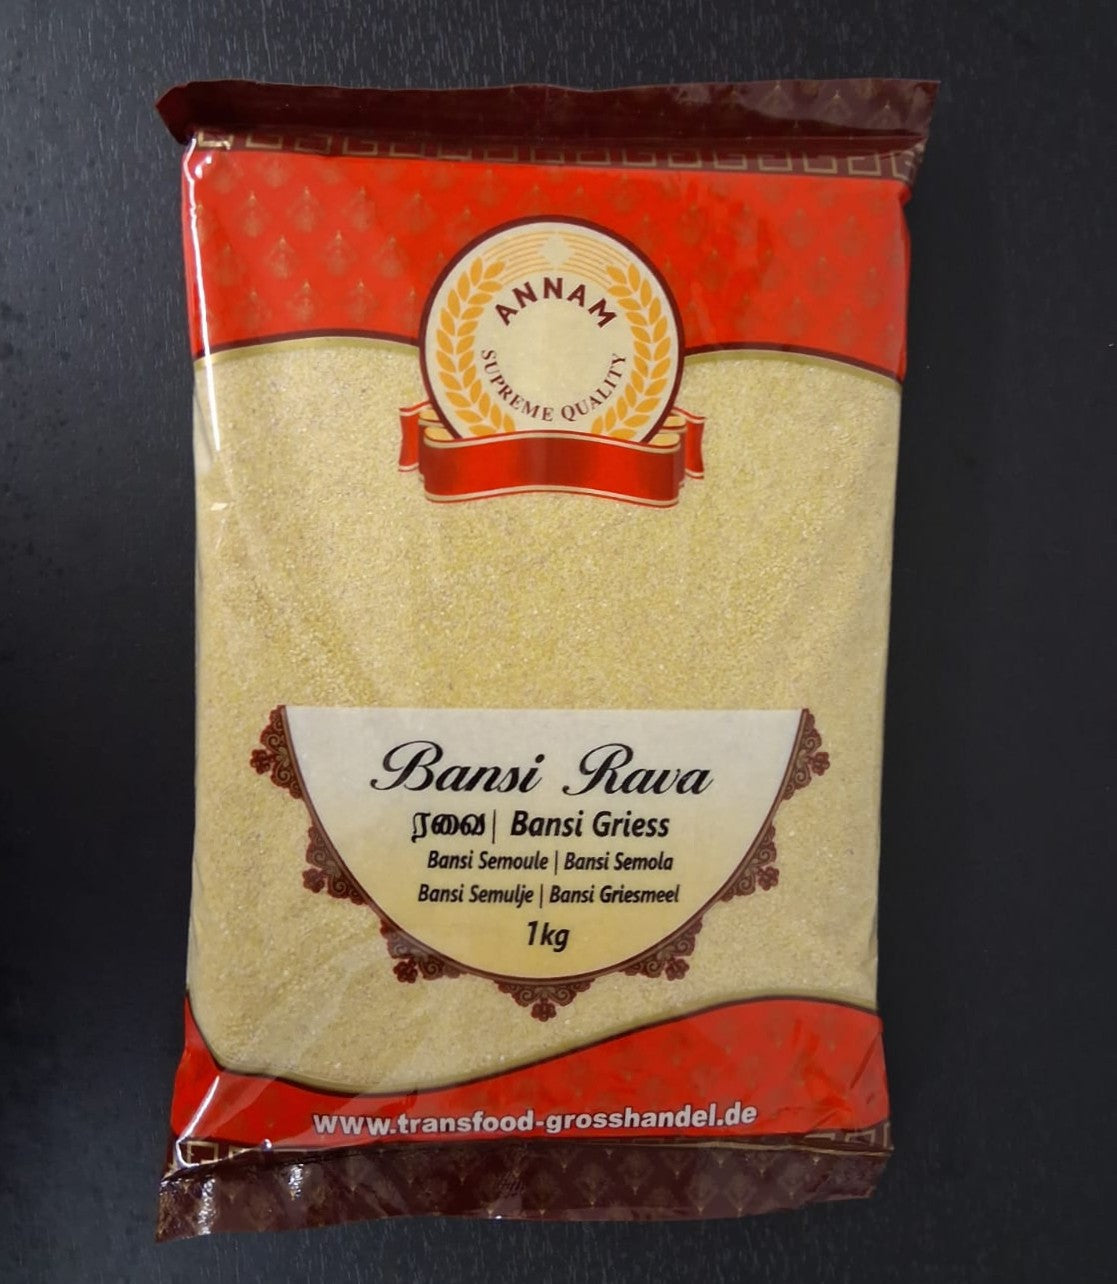 ANNAM
SUPREME QUALITY
Bansi Rava
ரவை | Bansi Griess
Bansi Semoule | Bansi Semola
Bansi Semulje | Bansi Griesmeel
1kg
www.transfood-grosshandel.de